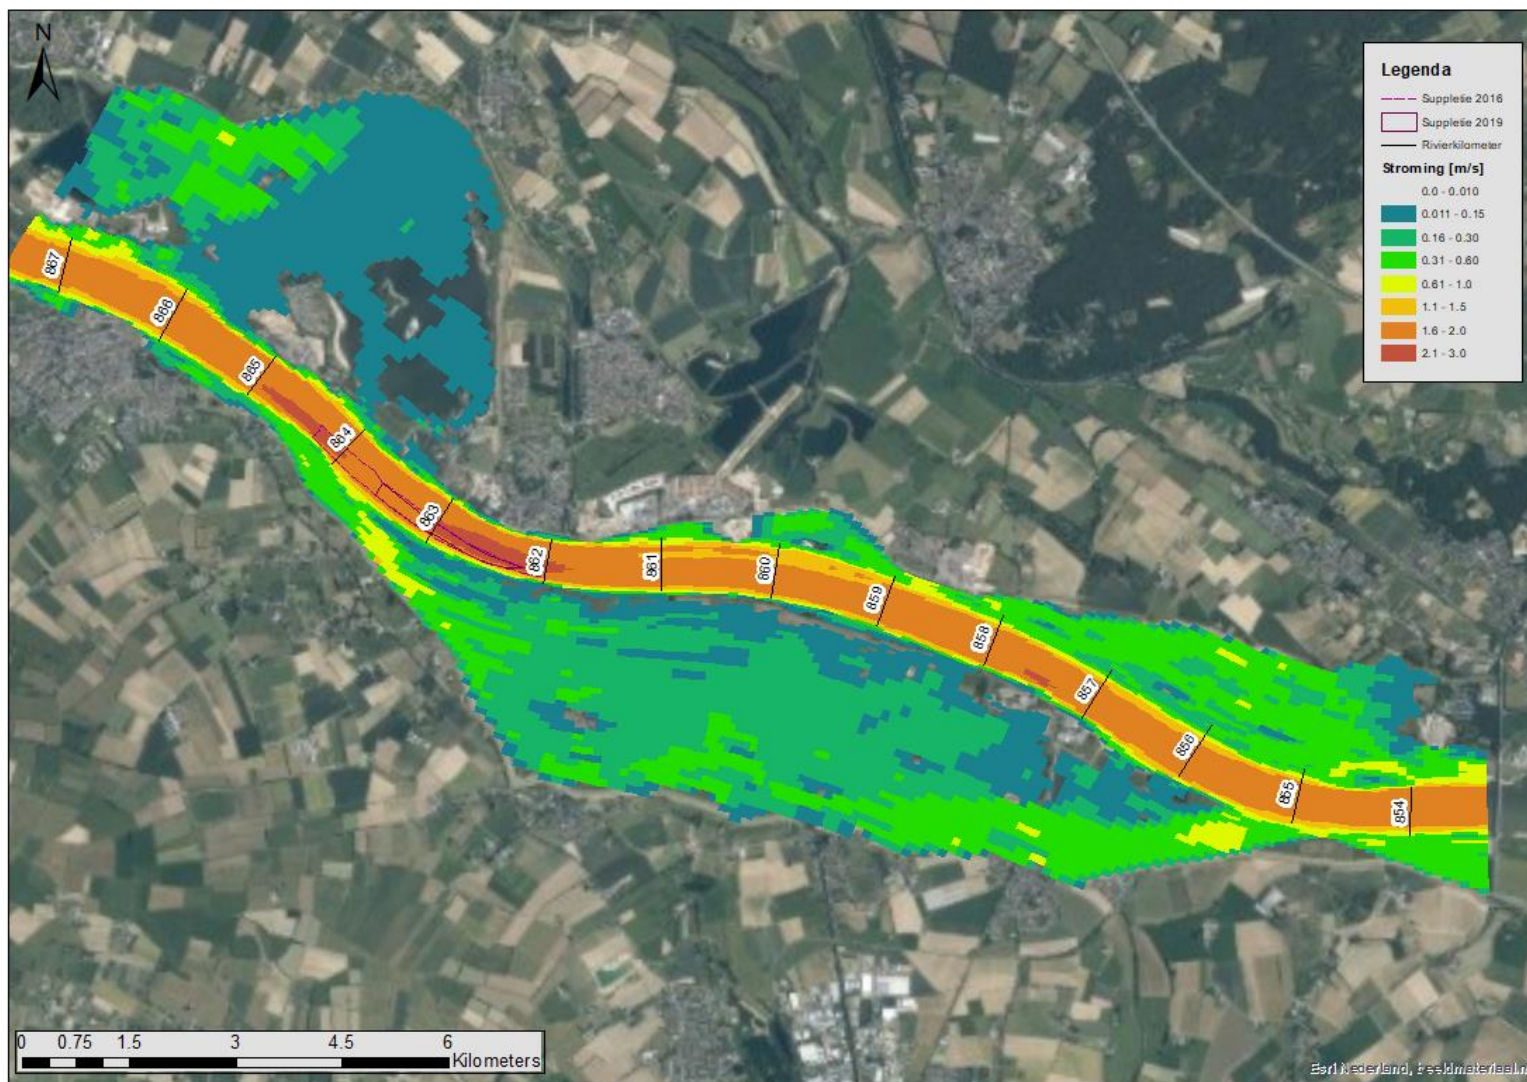 N
Legenda
Suppletie 2016
Suppletie 2019
Rivierkilometer
Stroming [m/s]
0.0 - 0.010
0.011 - 0.15
0.16 - 0.30
0.31 - 0.60
0.61 - 1.0
1.1 - 1.5
1.6 - 2.0
2.1 - 3.0
867
866
865
864
863
862
861
860
859
858
857
856
855
854
0 0.75 1.5 3 4.5 6
Kilometers
Esri Nederland, beeldmateriaal.n